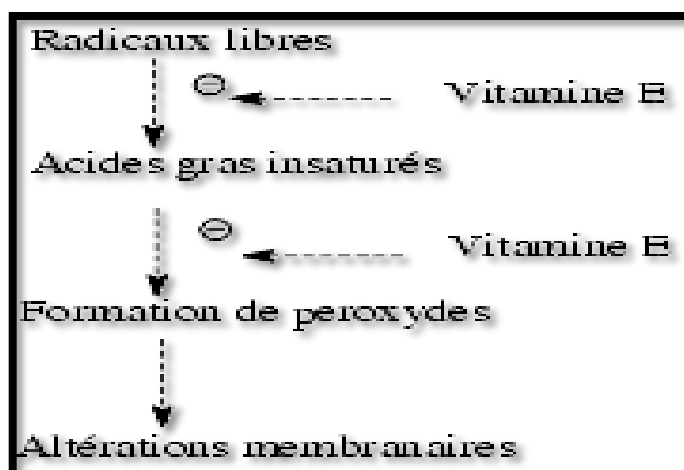 Radicaux libres
⊖
Vitamine E
Acides gras insaturés
⊖
Vitamine E
Formation de peroxydes
Altérations membranaires